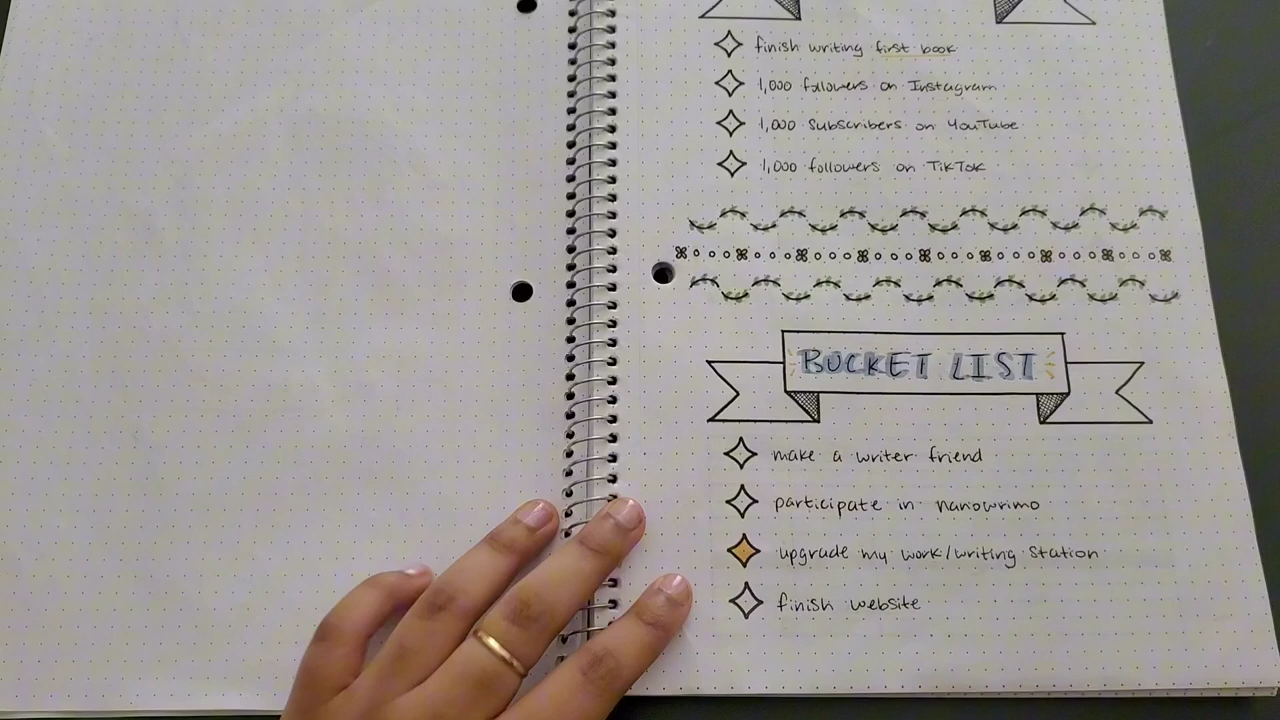 finish writing first book
1,000 followers on Instagram
1,000 subscribers on YouTube
1,000 followers on TikTok
BUCKET LIST
make a writer friend
participate in nanowrimo
upgrade my work/writing station
finish website